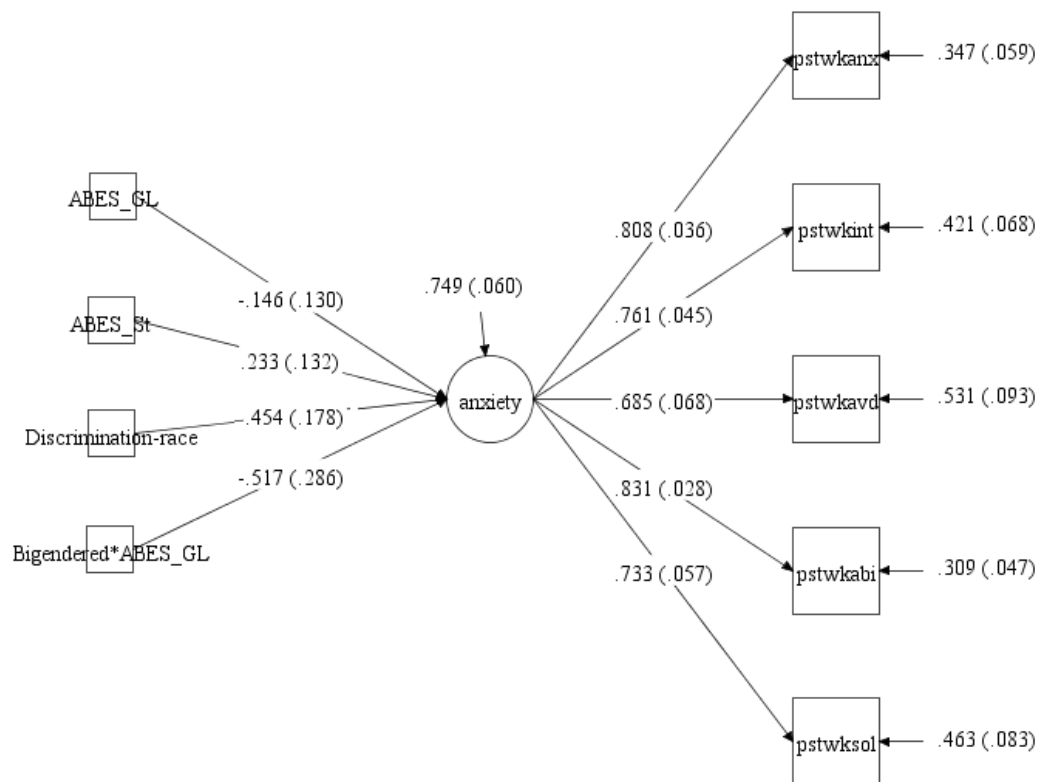 pstwkanx
.347 (.059)
ABES_GL
.808 (.036)
pstwkint
.421 (.068)
-.146 (.130)
.749 (.060)
.761 (.045)
ABES_St
.233 (.132)
anxiety
.685 (.068)
pstwkavd
.531 (.093)
.454 (.178)
Discrimination-race
-.517 (.286)
.831 (.028)
Bigendered*ABES_GL
.733 (.057)
pstwkabi
.309 (.047)
pstwksol
.463 (.083)